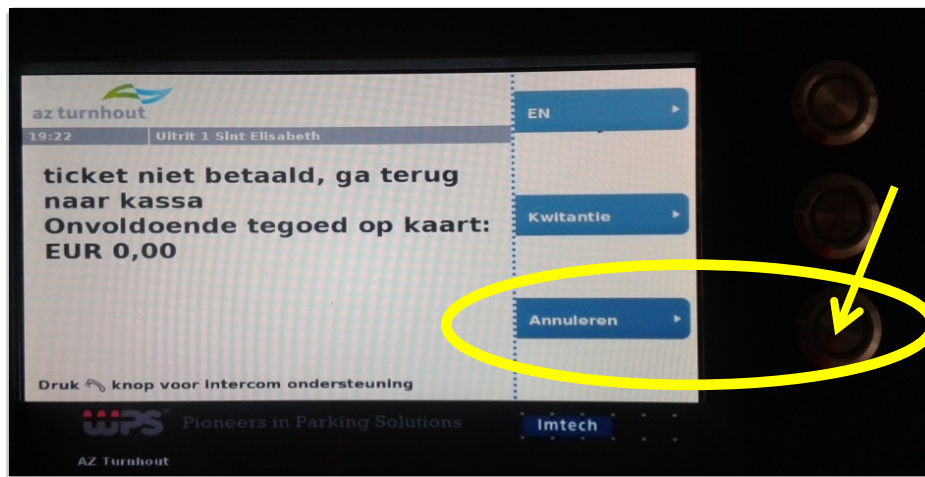 az turnhout
19:22 Uitrit 1 Sint Elisabeth
ticket niet betaald, ga terug
naar kassa
Onvoldoende tegoed op kaart:
EUR 0,00
EN
Kwitantie
Annuleren
Druk knop voor intercom ondersteuning
WPS Pioneers in Parking Solutions
Imtech
AZ Turnhout